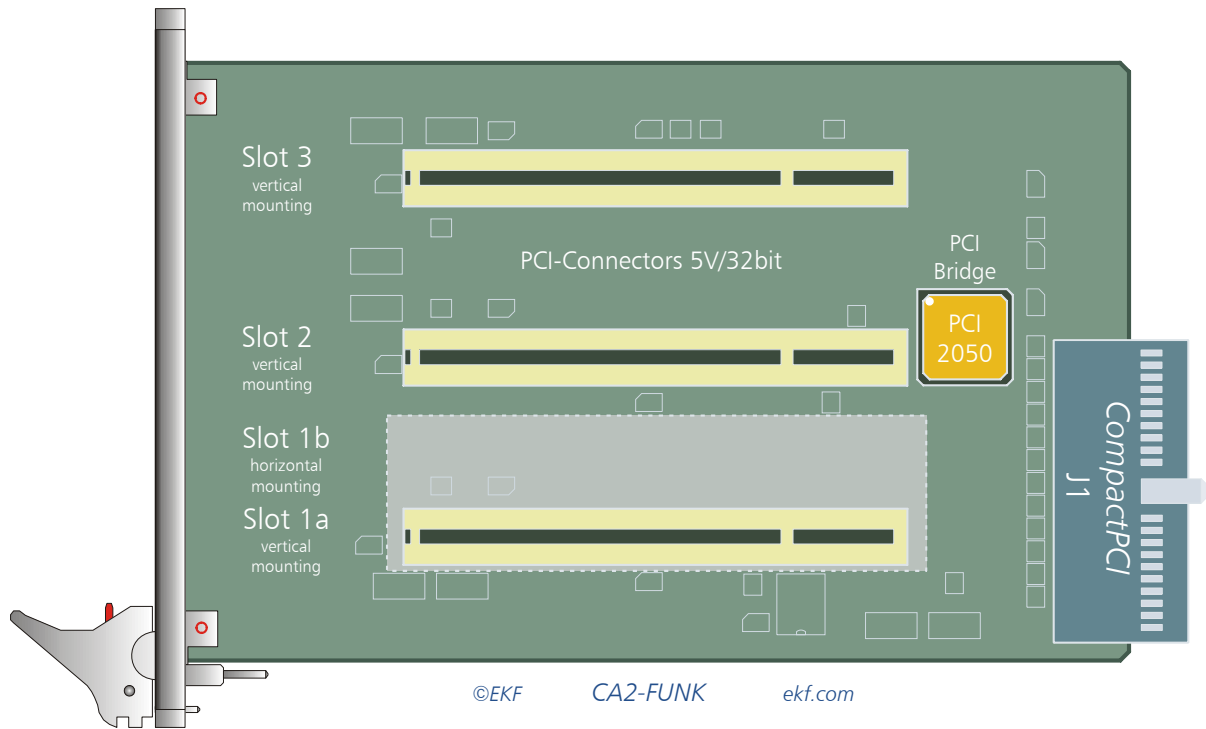 Slot 3
vertical
mounting
PCI-Connectors 5V/32bit
PCI
Bridge
PCI
2050
Slot 2
vertical
mounting
Slot 1b
horizontal
mounting
Slot 1a
vertical
mounting
CompactPCI
J1
©EKF
CA2-FUNK
ekf.com